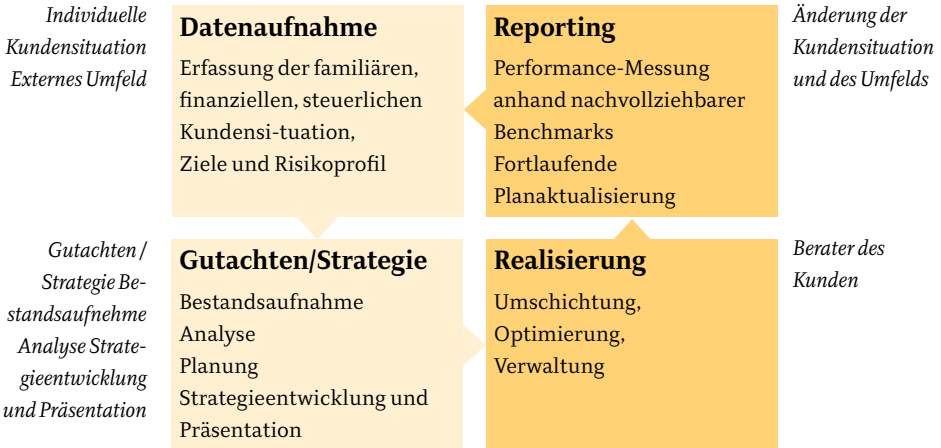 Individuelle
Kundensituation
Externes Umfeld
Datenaufnahme
Erfassung der familiären,
finanziellen, steuerlichen
Kundensi-tuation,
Ziele und Risikoprofil
Reporting
Performance-Messung
anhand nachvollziehbarer
Benchmarks
Fortlaufende
Planaktualisierung
Änderung der
Kundensituation
und des Umfelds
Gutachten /
Strategie Be-
standsaufnehme
Analyse Strate-
gieentwicklung
und Präsentation
Gutachten/Strategie
Bestandsaufnahme
Analyse
Planung
Strategieentwicklung und
Präsentation
Realisierung
Umschichtung,
Optimierung,
Verwaltung
Berater des
Kunden